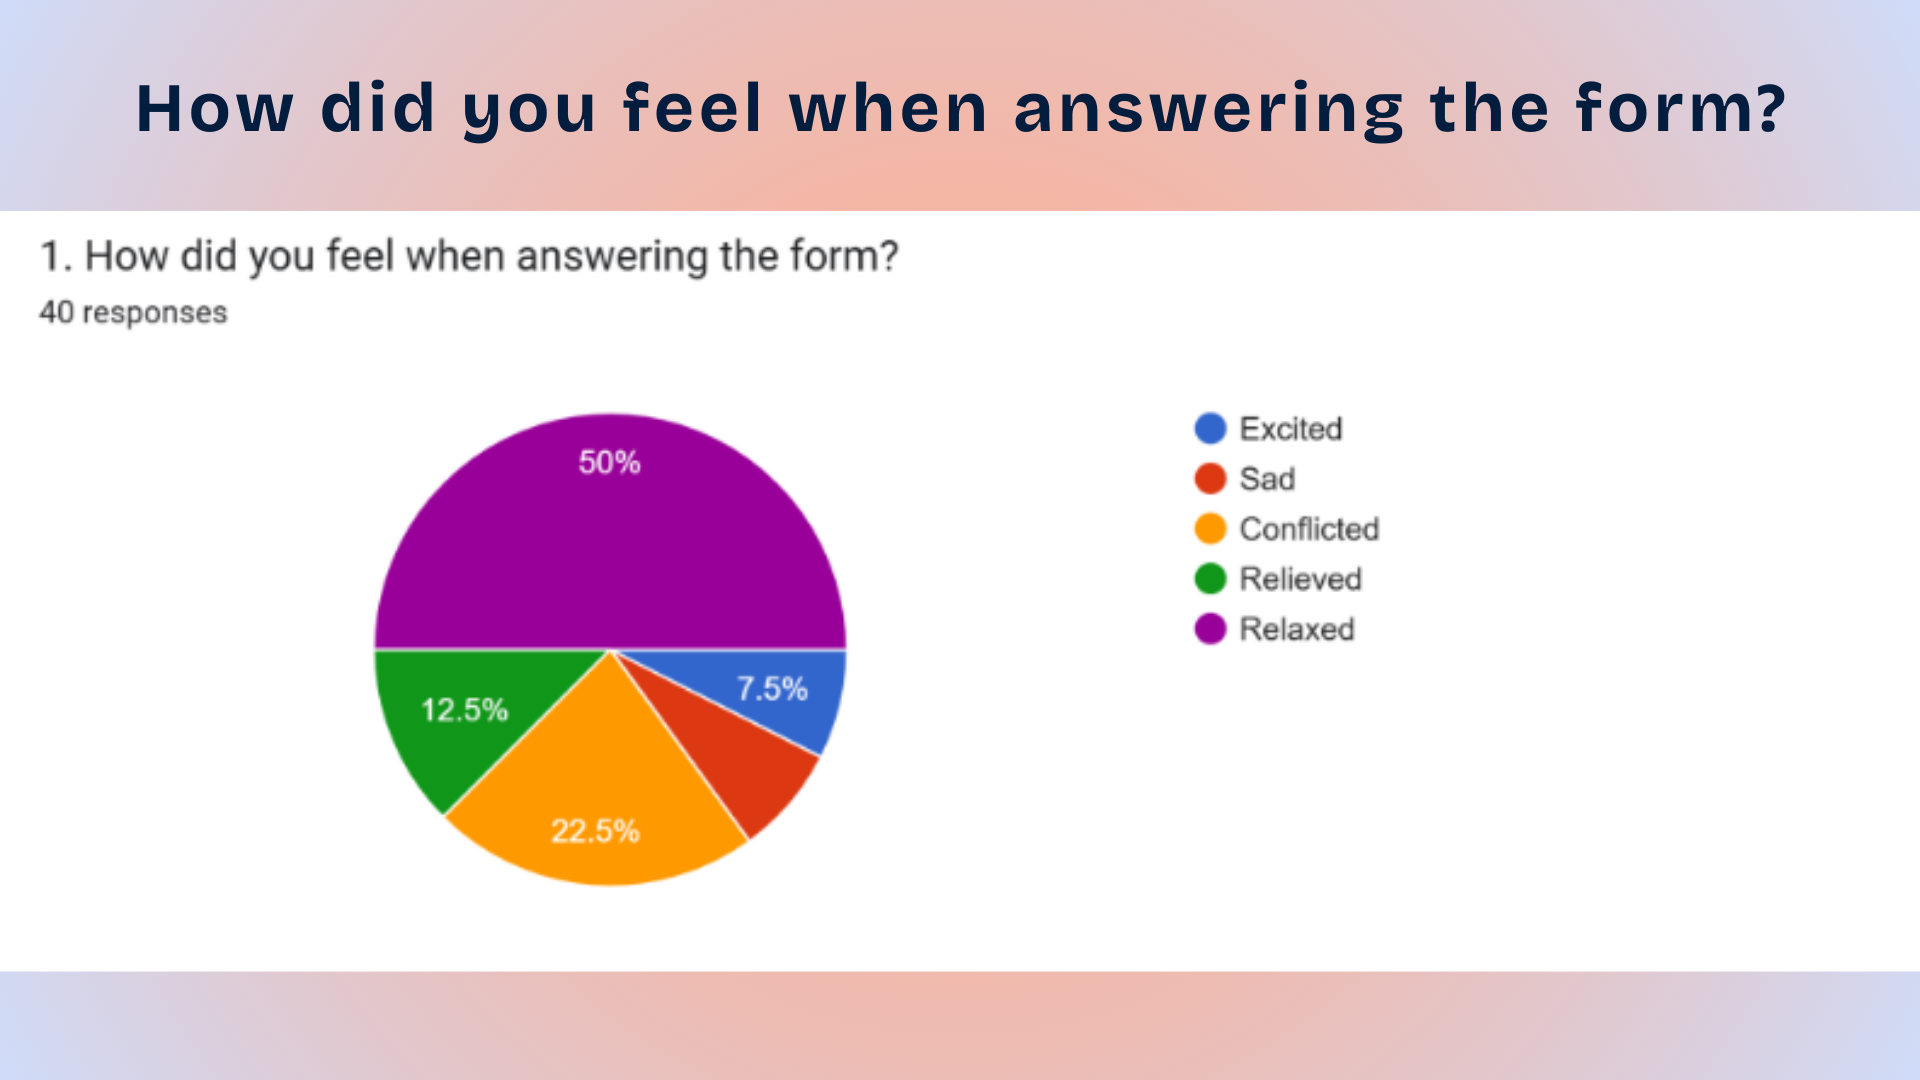 How did you feel when answering the form?
1. How did you feel when answering the form?
40 responses
50%
7.5%
12.5%
22.5%
Excited
Sad
Conflicted
Relieved
Relaxed